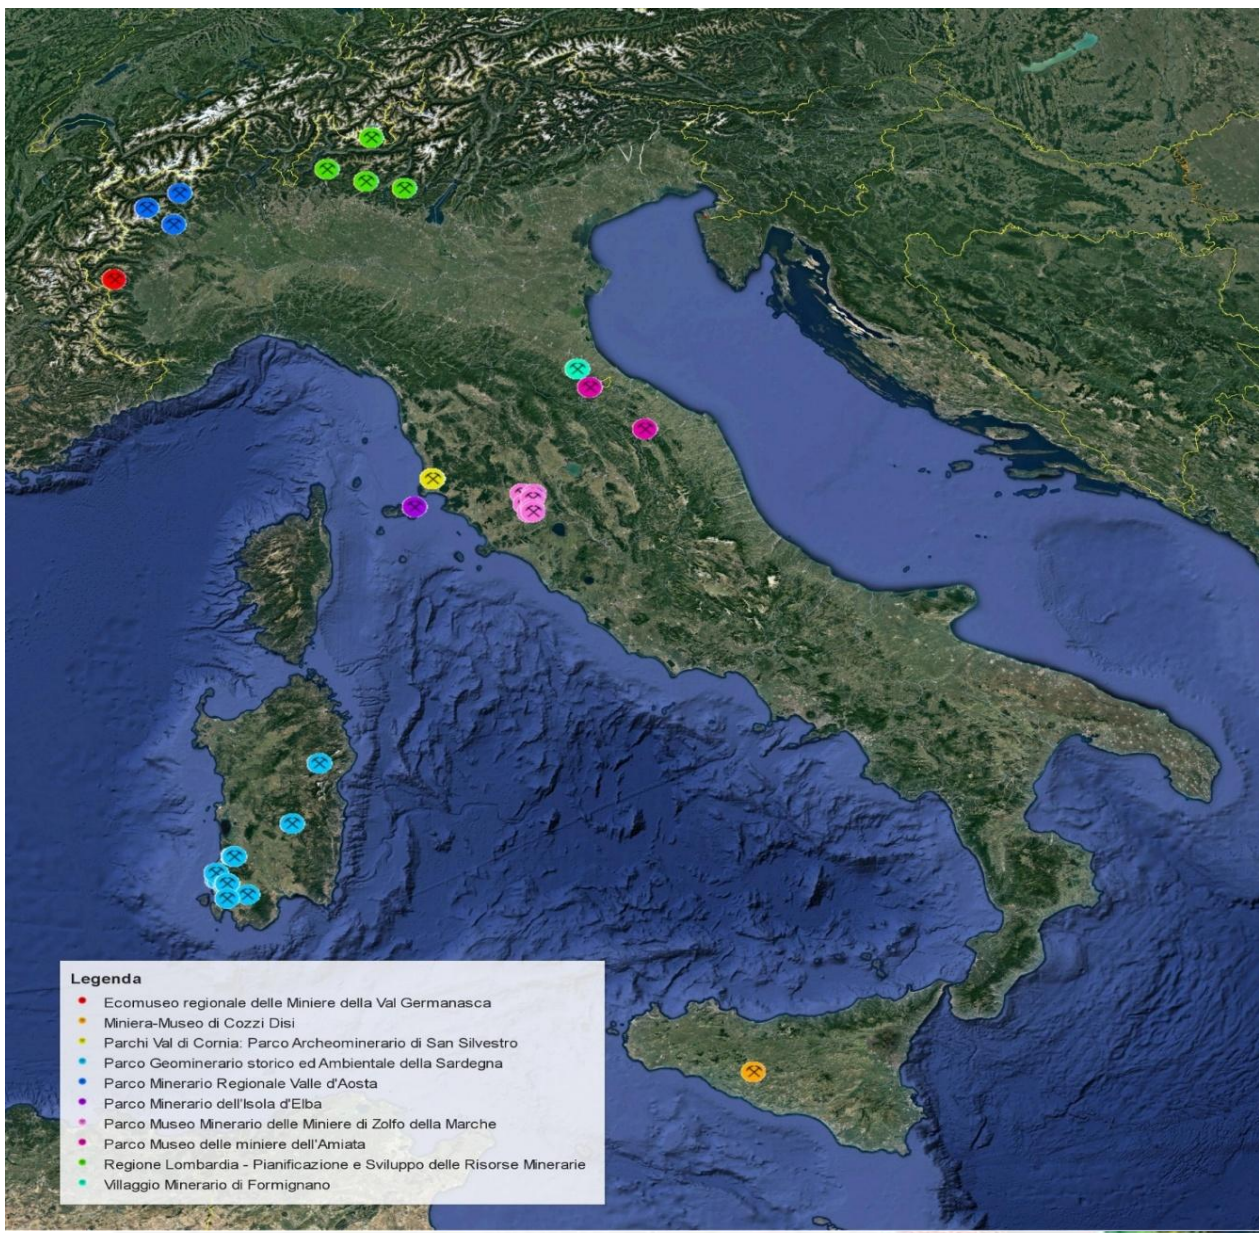 Legenda
Ecomuseo regionale delle Miniere della Val Germanasca
Miniera-Museo di Cozzi Disi
Parchi Val di Cornia: Parco Archeominerario di San Silvestro
Parco Geominerario storico ed Ambientale della Sardegna
Parco Minerario Regionale Valle d'Aosta
Parco Minerario dell'Isola d'Elba
Parco Museo Minerario delle Miniere di Zolfo della Marche
Parco Museo delle miniere dell'Amiata
Regione Lombardia - Pianificazione e Sviluppo delle Risorse Minerarie
Villaggio Minerario di Formignano